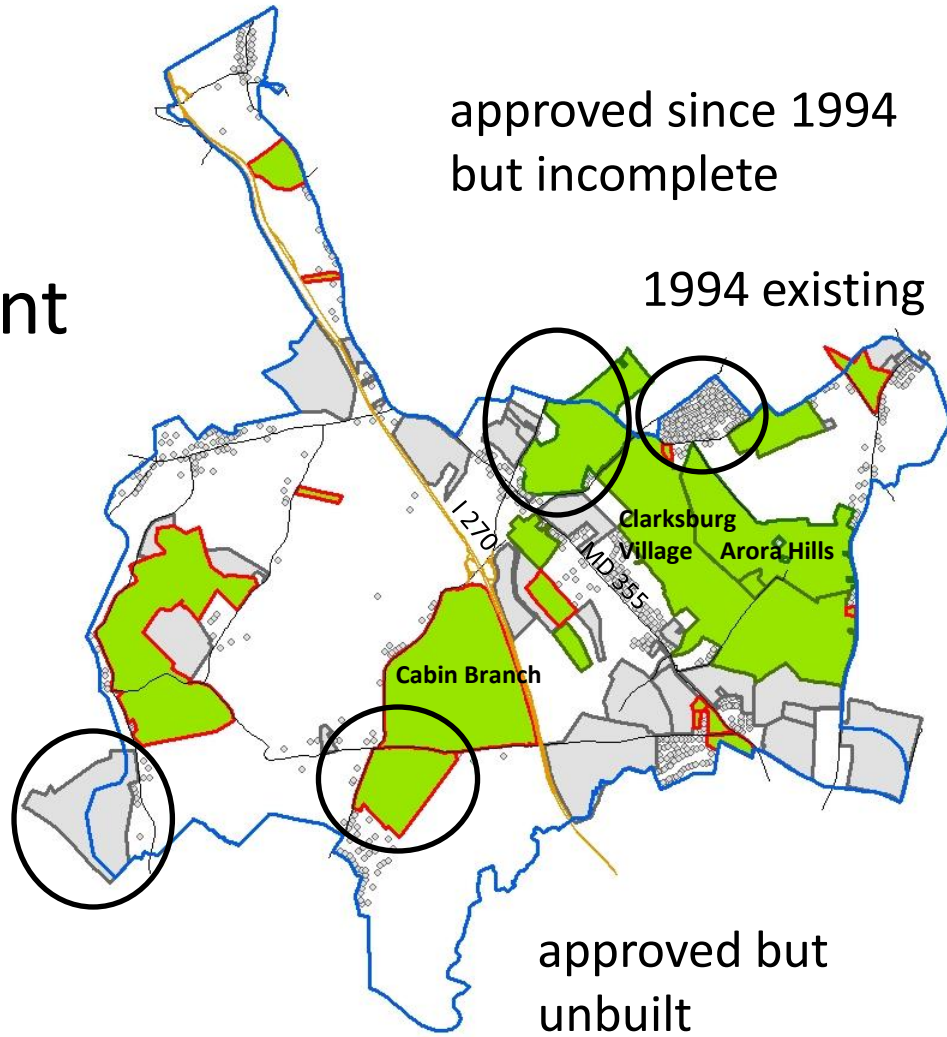 approved since 1994
but incomplete
1994 existing
nt
I 270
MD 355
Clarksburg
Village
Arora Hills
Cabin Branch
approved but
unbuilt